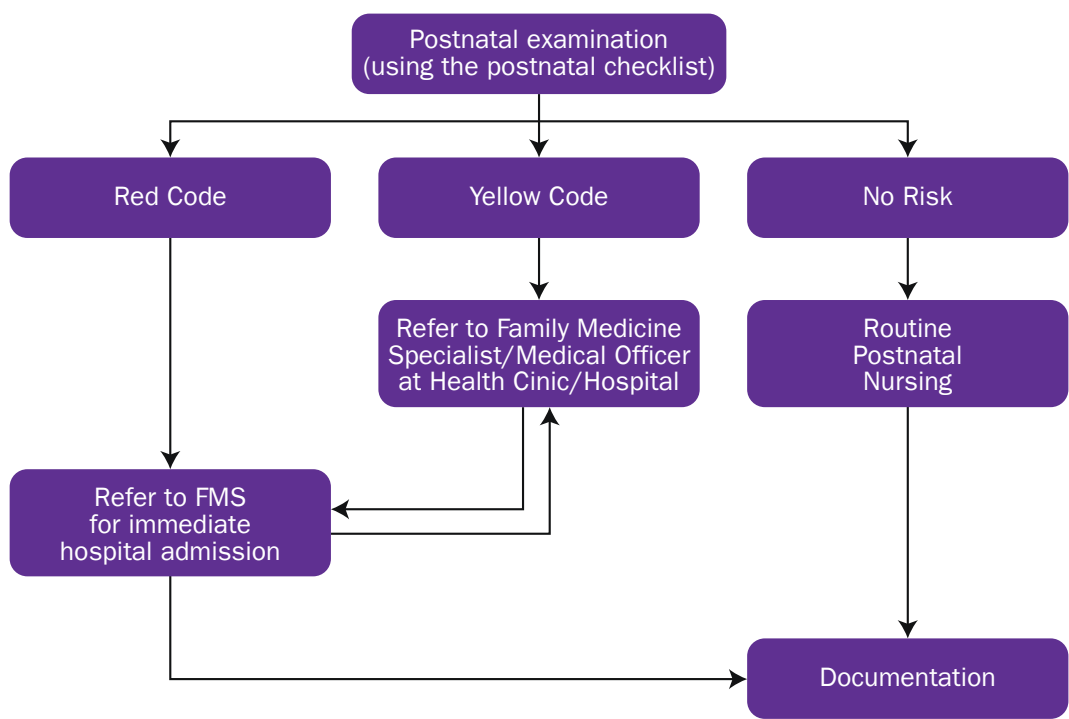 Postnatal examination
(using the postnatal checklist)
Red Code
Yellow Code
No Risk
Refer to Family Medicine
Specialist/Medical Officer
at Health Clinic/Hospital
Routine
Postnatal
Nursing
Refer to FMS
for immediate
hospital admission
Documentation